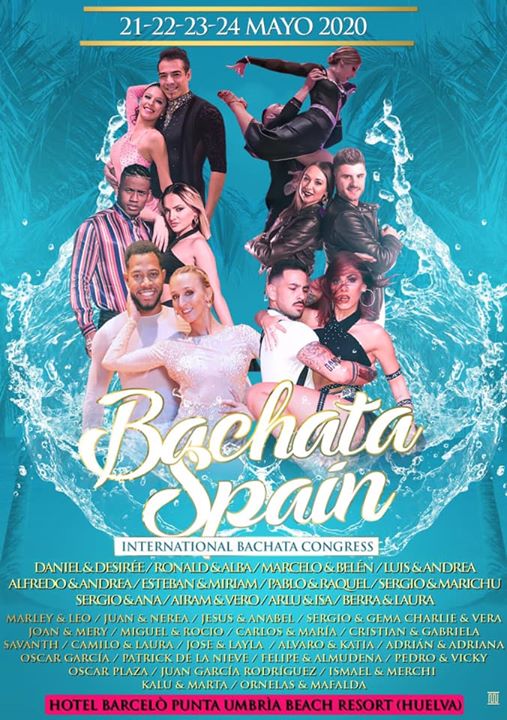 21-22-23-24 MAYO 2020
Bachata
Spain
INTERNATIONAL BACHATA CONGRESS
DANIEL & DESIRÉE / RONALD & ALBA / MARCELO & BELÉN / LUIS & ANDREA
ALFREDO & ANDREA / ESTEBAN & MIRIAM / PABLO & RAQUEL / SERGIO & MARICHU
SERGIO & ANA / AIRAM & VERO / ARLU & ISA / BERRA & LAURA
MARLEY & LEO / JUAN & NEREA / JESUS & ANABEL / SERGIO & GEMA CHARLIE & VERA
JOAN & MERY / MIGUEL & ROCIO / CARLOS & MARÍA / CRISTIAN & GABRIELA
SAVANTH / CAMILO & LAURA / JOSE & LAYLA / ALVARO & KATIA / ADRIÁN & ADRIANA
OSCAR GARCÍA / PATRICK DE LA NIEVE / FELIPE & ALMUDENA / PEDRO & VICKY
OSCAR PLAZA / JUAN GARCÍA RODRÍGUEZ / ISMAEL & MERCHI
KALU & MARTA / ORNELAS & MAFALDA
HOTEL BARCELÒ PUNTA UMBRÌA BEACH RESORT (HUELVA)